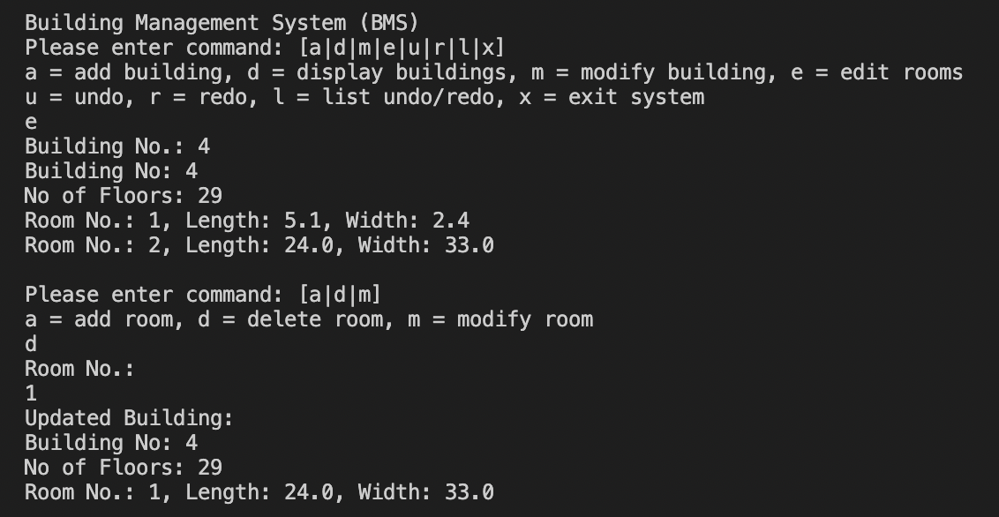 Building Management System (BMS)
Please enter command: [a|d|m|e|u|r|l|x]
a = add building, d = display buildings, m = modify building, e = edit rooms
u = undo, r = redo, l = list undo/redo, x = exit system
e
Building No.: 4
Building No: 4
No of Floors: 29
Room No.: 1, Length: 5.1, Width: 2.4
Room No.: 2, Length: 24.0, Width: 33.0
Please enter command: [a|d|m]
a = add room, d = delete room, m = modify room
d
Room No.:
1
Updated Building:
Building No: 4
No of Floors: 29
Room No.: 1, Length: 24.0, Width: 33.0